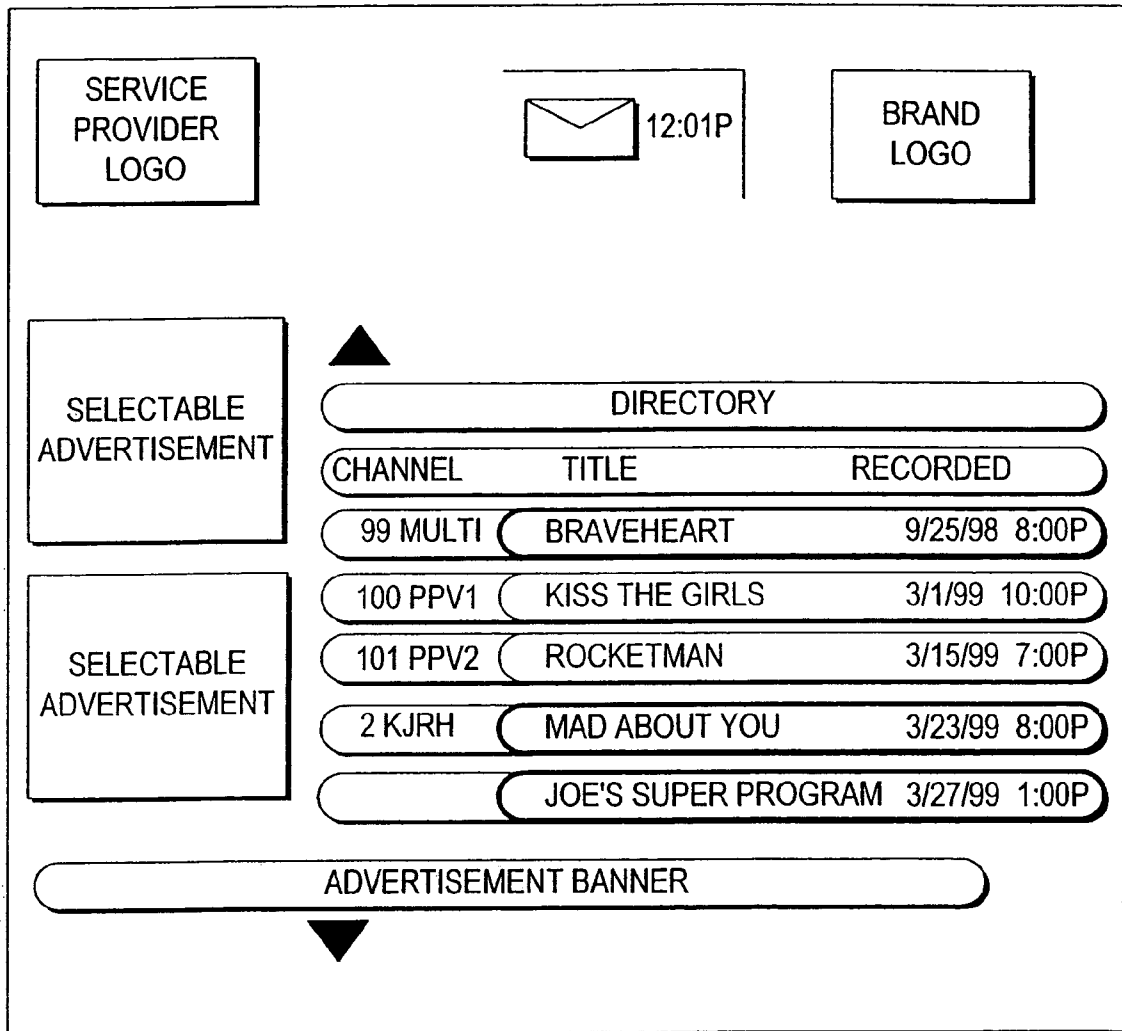 SERVICE
PROVIDER
LOGO
12:01P
BRAND
LOGO
SELECTABLE
ADVERTISEMENT
DIRECTORY
CHANNEL TITLE RECORDED
99 MULTI BRAVEHEART 9/25/98 8:00P
100 PPV1 KISS THE GIRLS 3/1/99 10:00P
101 PPV2 ROCKETMAN 3/15/99 7:00P
2 KJRH MAD ABOUT YOU 3/23/99 8:00P
JOE'S SUPER PROGRAM 3/27/99 1:00P
SELECTABLE
ADVERTISEMENT
ADVERTISEMENT BANNER